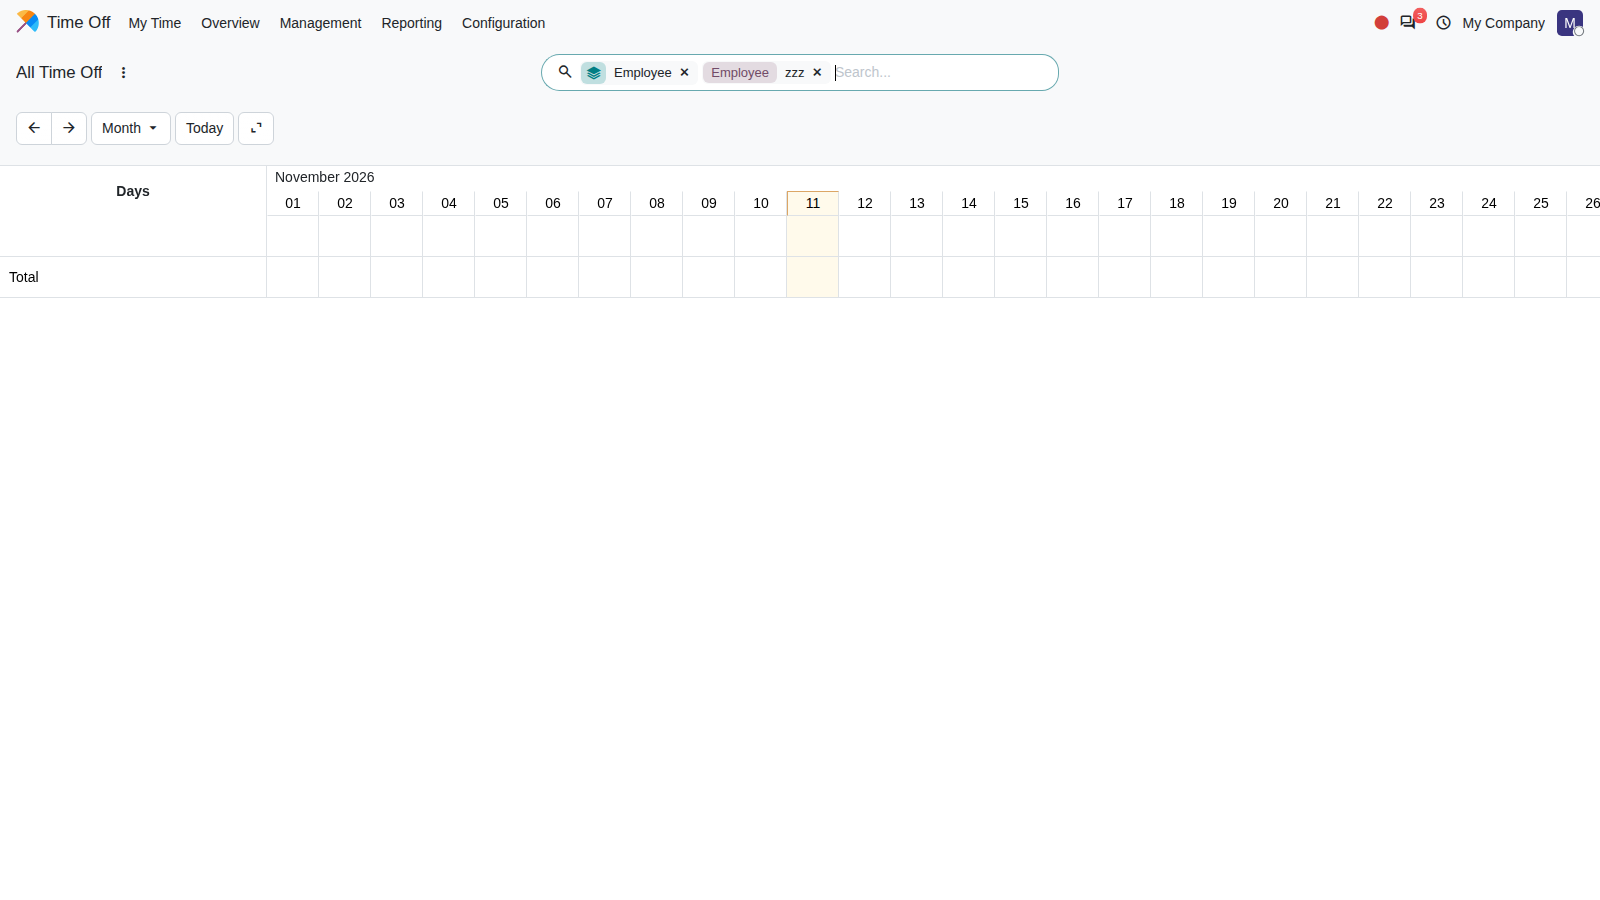 Time Off My Time Overview Management Reporting Configuration 3 My Company M
All Time Off Employee Employee zzz Search...
Month Today
Days November 2026
01 02 03 04 05 06 07 08 09 10 11 12 13 14 15 16 17 18 19 20 21 22 23 24 25 26
Total